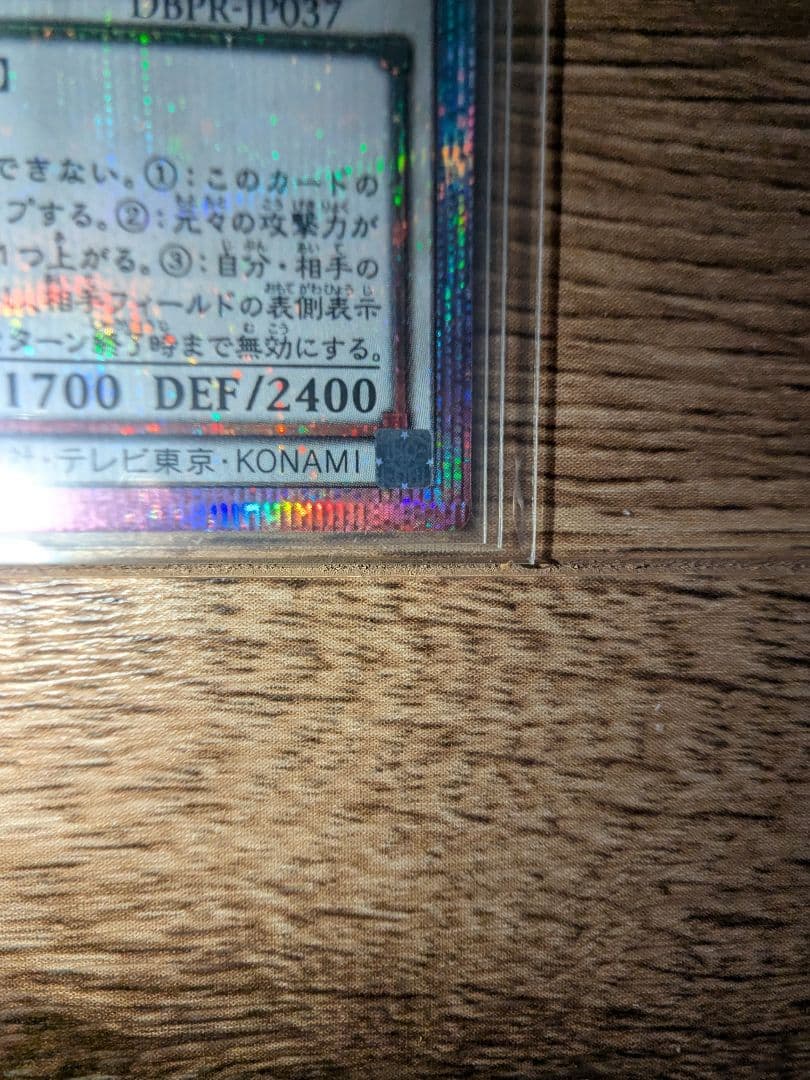 DBPR-JP037
】
できない。①：このカードの
プする。②：元々の攻撃力が
1つ上がる。③：自分・相手の
相手フィールドの表側表示
ターン終了時まで無効にする。
1700 DEF/2400
・テレビ東京・KONAMI